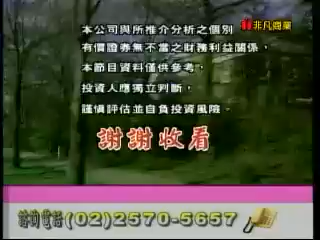 非凡商業
本公司與所推介分析之個別
有價證券無不當之財務利益關係，
本節目資料僅供參考，
投資人應獨立判斷，
謹慎評估並自負投資風險。
謝謝收看
諮詢電話 (02)2570-5657